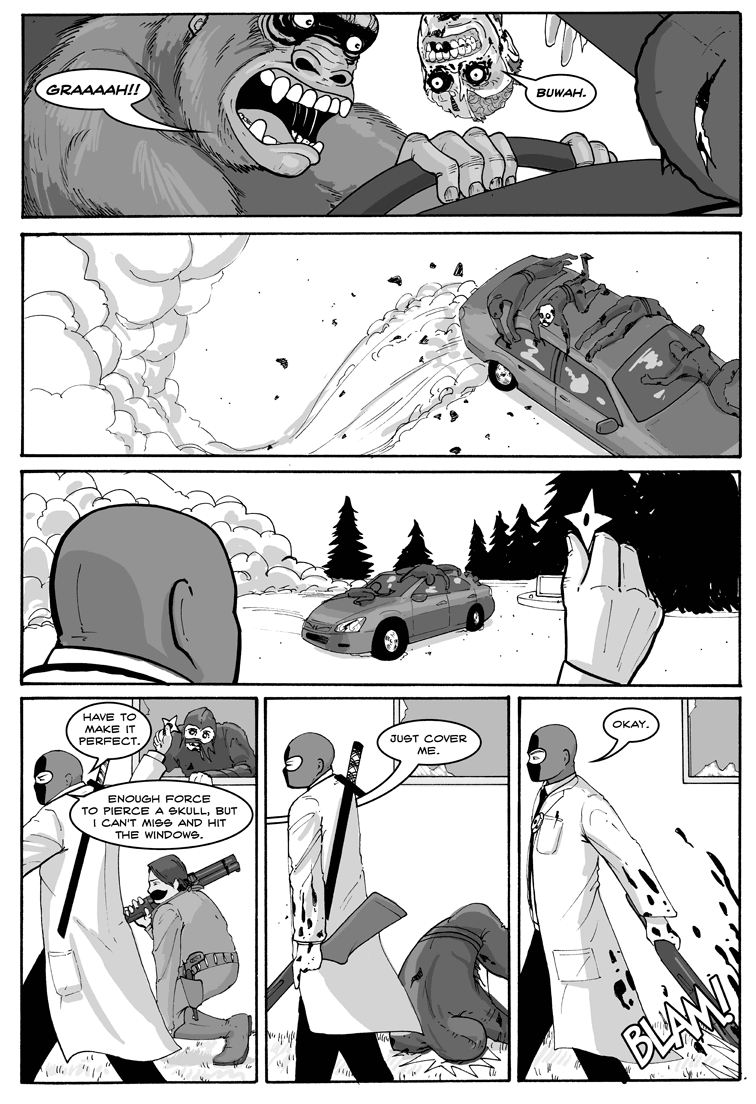 GRAAAAH!!
BUWAH.
HAVE TO
MAKE IT
PERFECT.
ENOUGH FORCE
TO PIERCE A SKULL, BUT
I CAN'T MISS AND HIT
THE WINDOWS.
JUST COVER
ME.
OKAY.
BLAM!